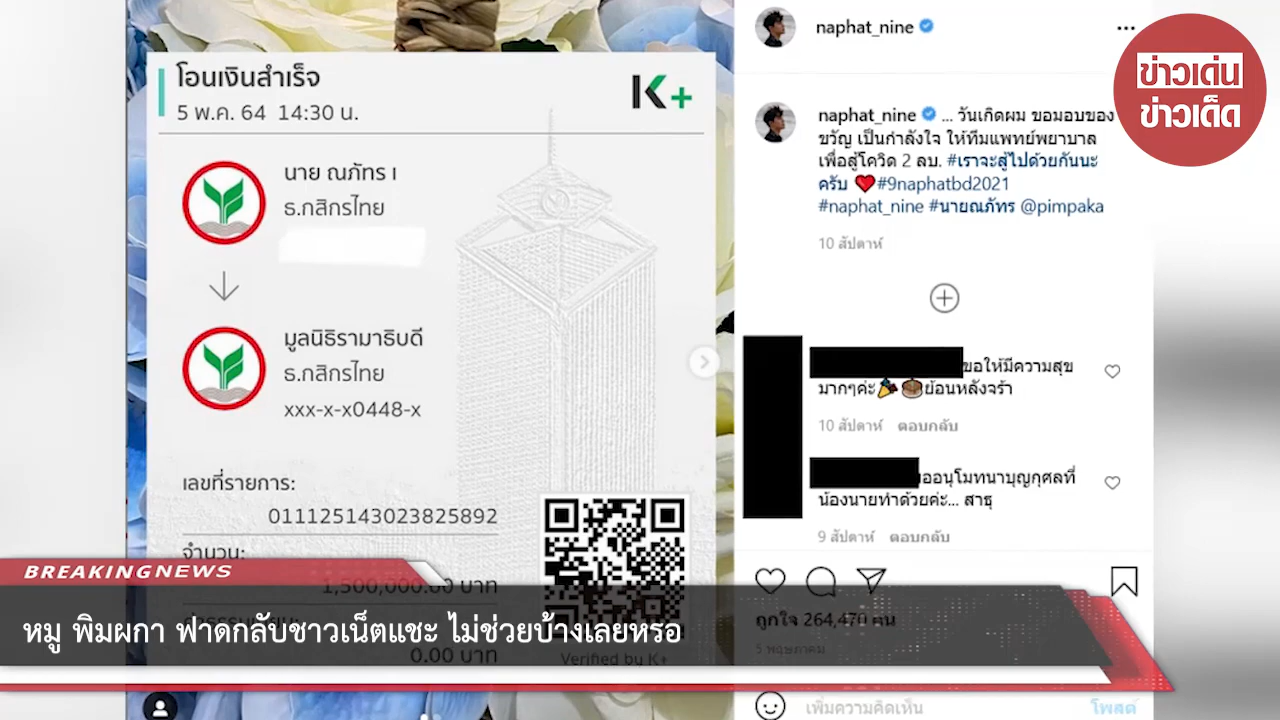 โอนเงินสำเร็จ
5 พ.ค. 64 14:30 น.
K+
นาย ณภัทร เ
ธ.กสิกรไทย
มูลนิธิรามาธิบดี
ธ.กสิกรไทย
xxx-x-x0448-x
เลขที่รายการ:
011125143023825892
จำนวน:
1,500,000.00 บาท
0.00 บาท
Verified by K+
naphat_nine
naphat_nine ... วันเกิดผม ขอมอบของ
ขวัญ เป็นกำลังใจ ให้ทีมแพทย์พยาบาล
เพื่อสู้โควิด 2 ลบ. #เราจะสู้ไปด้วยกันนะ
ครับ ❤️#9naphatbd2021
#naphat_nine #นายณภัทร @pimpaka
10 สัปดาห์
ขอให้มีความสุข
มากๆค่ะ🎉🎂ย้อนหลังจร้า
10 สัปดาห์ ตอบกลับ
ออนุโมทนาบุญกุศลที่
น้องนายทำด้วยค่ะ... สาธุ
9 สัปดาห์ ตอบกลับ
ถูกใจ 264,470 คน
5 พฤษภาคม
เพิ่มความคิดเห็น
โพสต์
ข่าวเด่น
ข่าวเด็ด
BREAKING NEWS
หมู พิมผกา ฟาดกลับชาวเน็ตแซะ ไม่ช่วยบ้างเลยหรอ